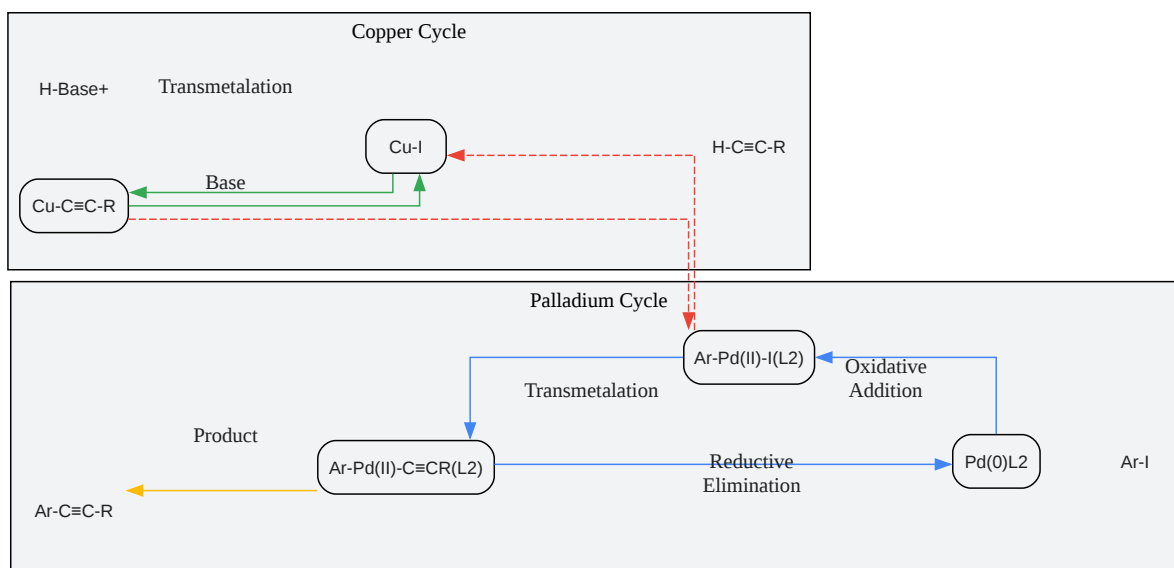 Copper Cycle
H-Base+
Transmetalation
Cu-I
H-C≡C-R
Base
Cu-C≡C-R
Palladium Cycle
Ar-Pd(II)-I(L2)
Oxidative
Addition
Transmetalation
Product
Ar-Pd(II)-C≡CR(L2)
Reductive
Elimination
Pd(0)L2
Ar-I
Ar-C≡C-R